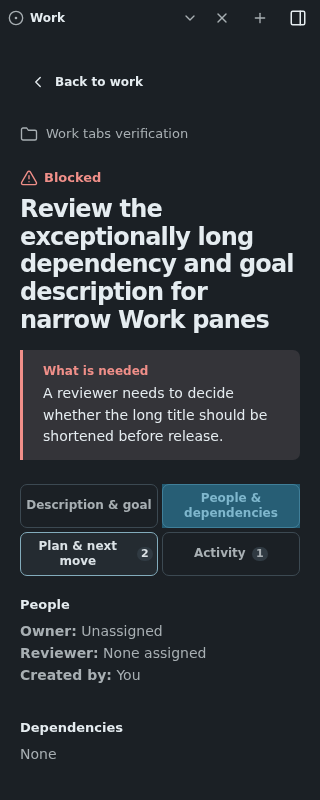 Work
Back to work
Work tabs verification
Blocked
Review the
exceptionally long
dependency and goal
description for
narrow Work panes
What is needed
A reviewer needs to decide
whether the long title should be
shortened before release.
Description & goal
People &
dependencies
Plan & next
move
2
Activity 1
People
Owner: Unassigned
Reviewer: None assigned
Created by: You
Dependencies
None